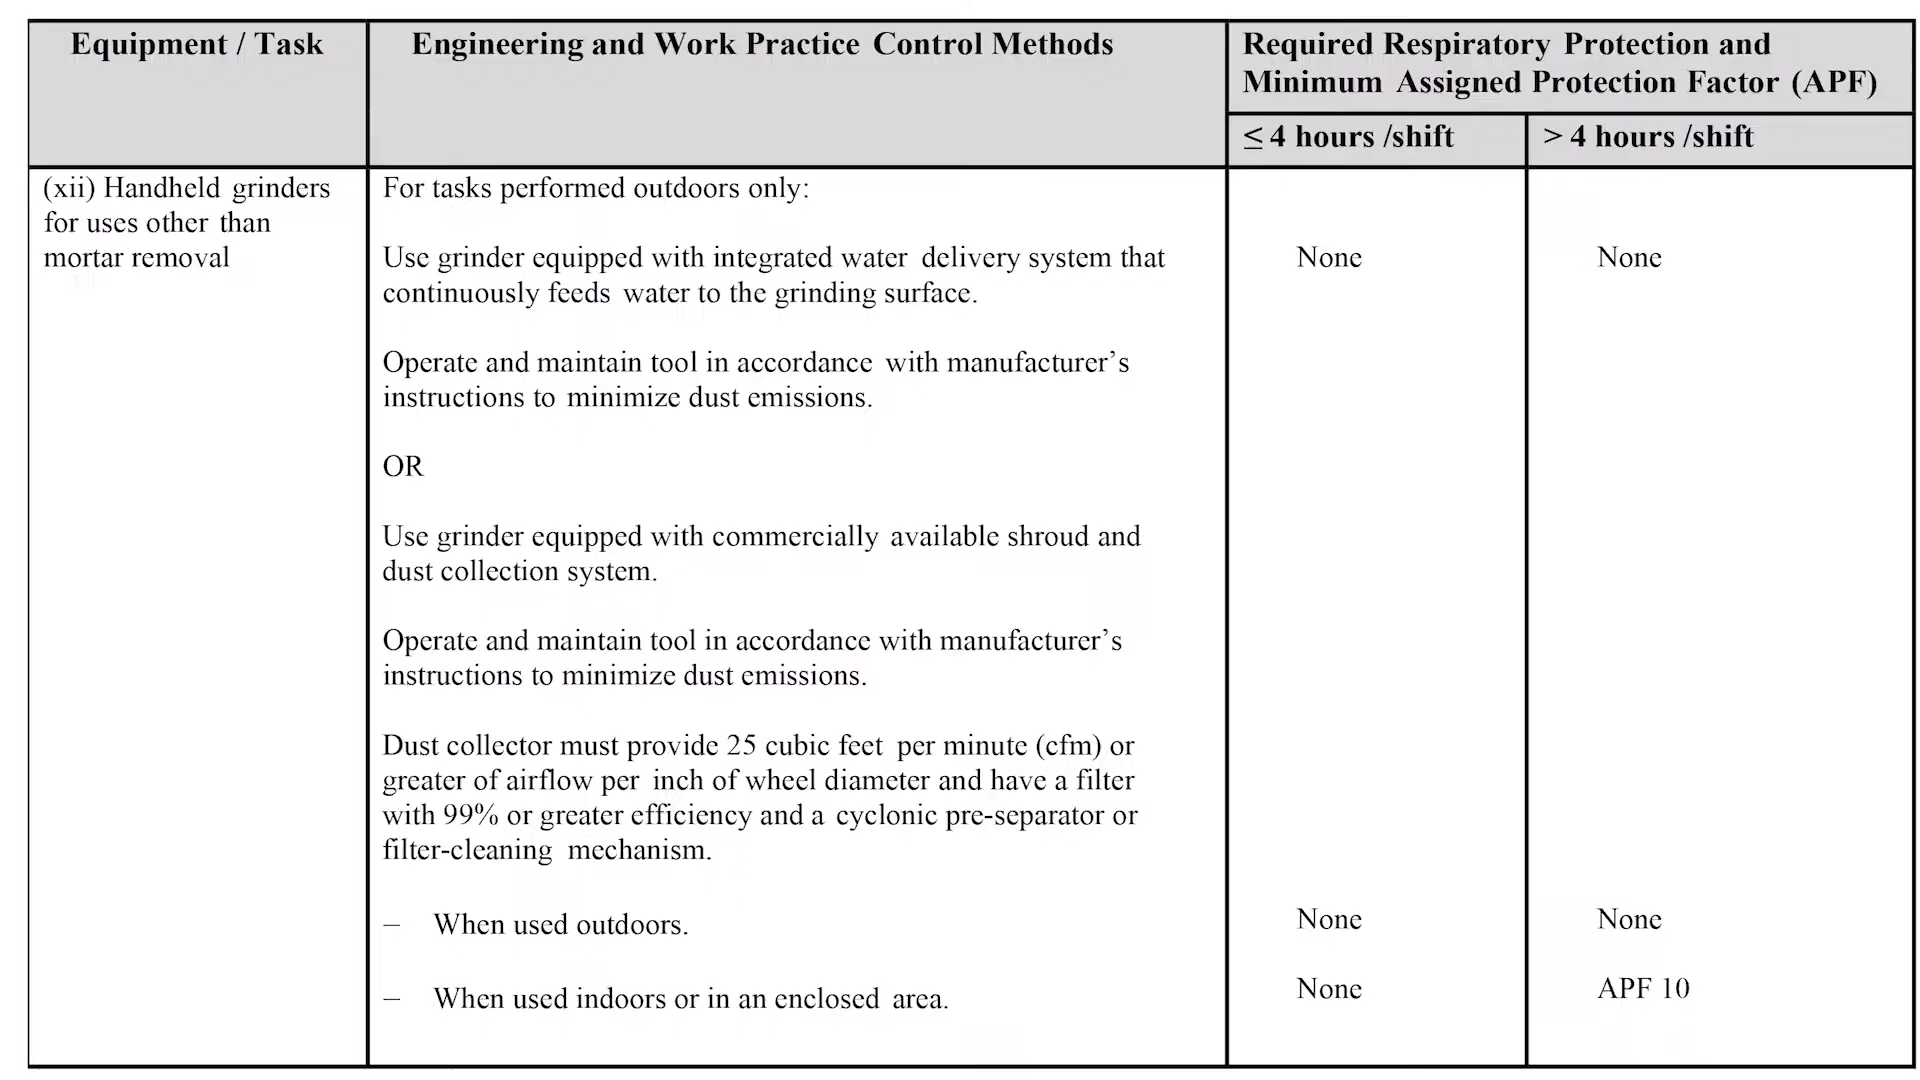 Equipment / Task
Engineering and Work Practice Control Methods
Required Respiratory Protection and
Minimum Assigned Protection Factor (APF)
≤ 4 hours /shift
> 4 hours /shift
(xii) Handheld grinders
for uses other than
mortar removal
For tasks performed outdoors only:
Use grinder equipped with integrated water delivery system that
continuously feeds water to the grinding surface.
None
None
Operate and maintain tool in accordance with manufacturer’s
instructions to minimize dust emissions.
OR
Use grinder equipped with commercially available shroud and
dust collection system.
Operate and maintain tool in accordance with manufacturer’s
instructions to minimize dust emissions.
Dust collector must provide 25 cubic feet per minute (cfm) or
greater of airflow per inch of wheel diameter and have a filter
with 99% or greater efficiency and a cyclonic pre-separator or
filter-cleaning mechanism.
– When used outdoors.
None
None
– When used indoors or in an enclosed area.
None
APF 10